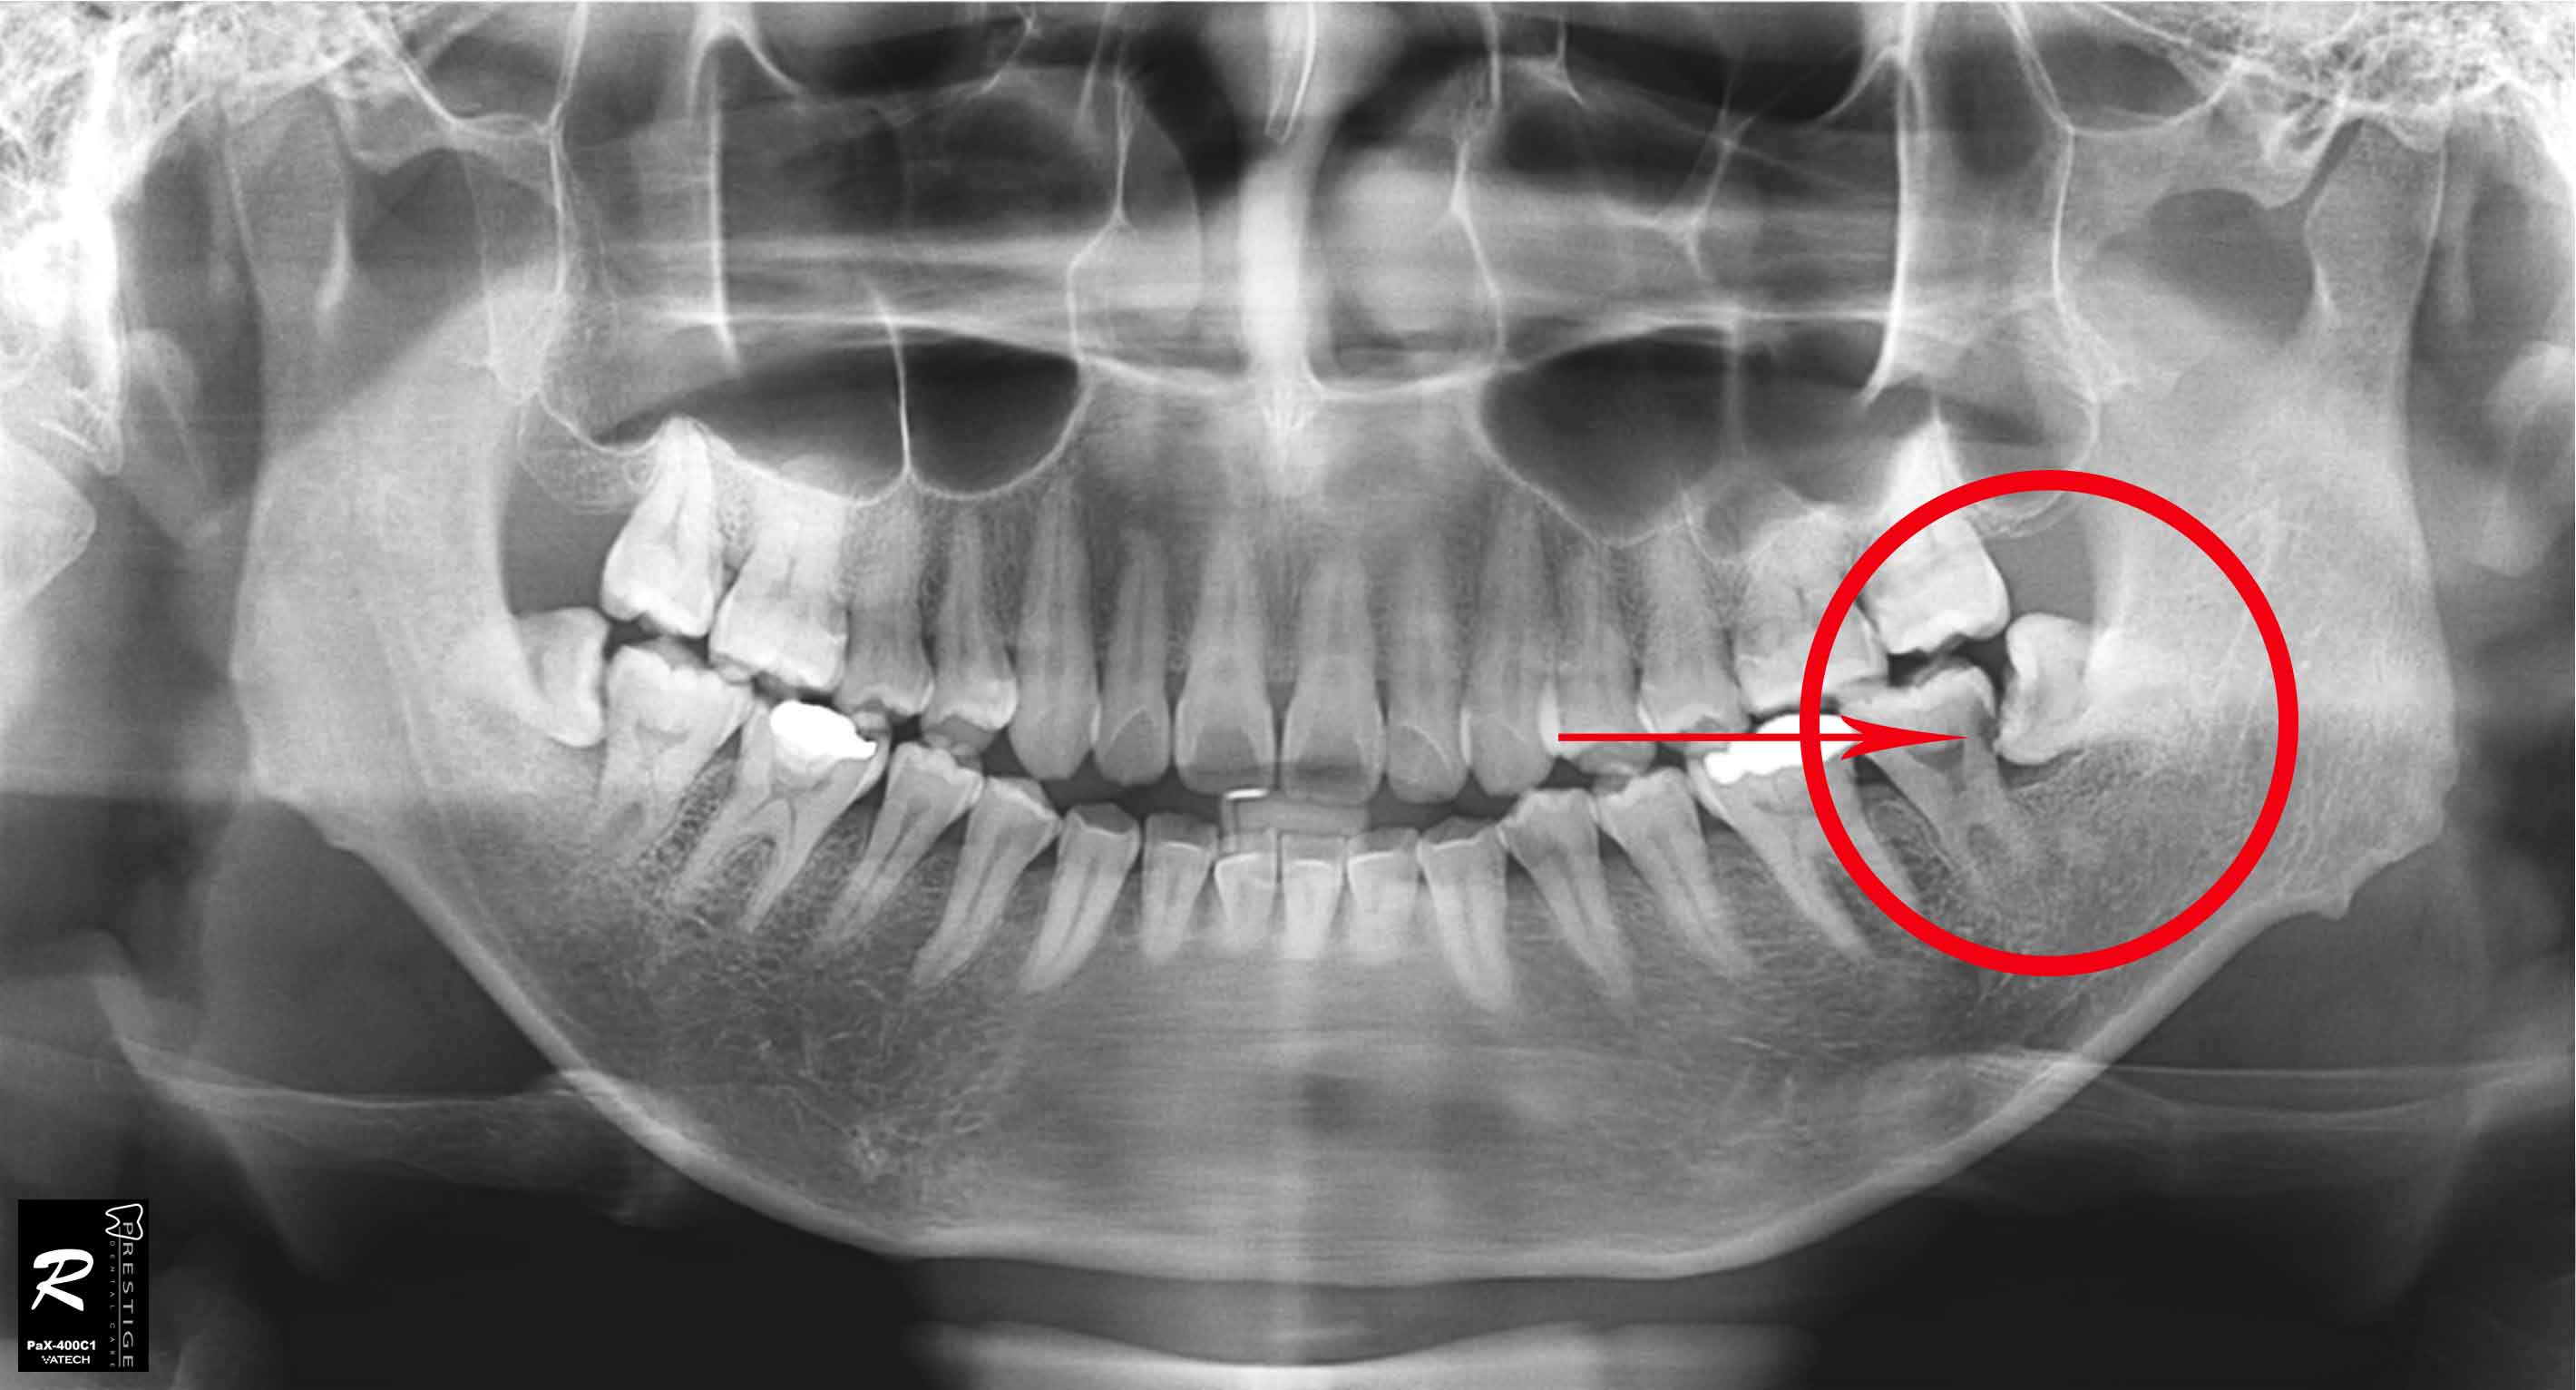 R
PRESTIGE
DENTAL CARE
PaX-400C1
VATECH